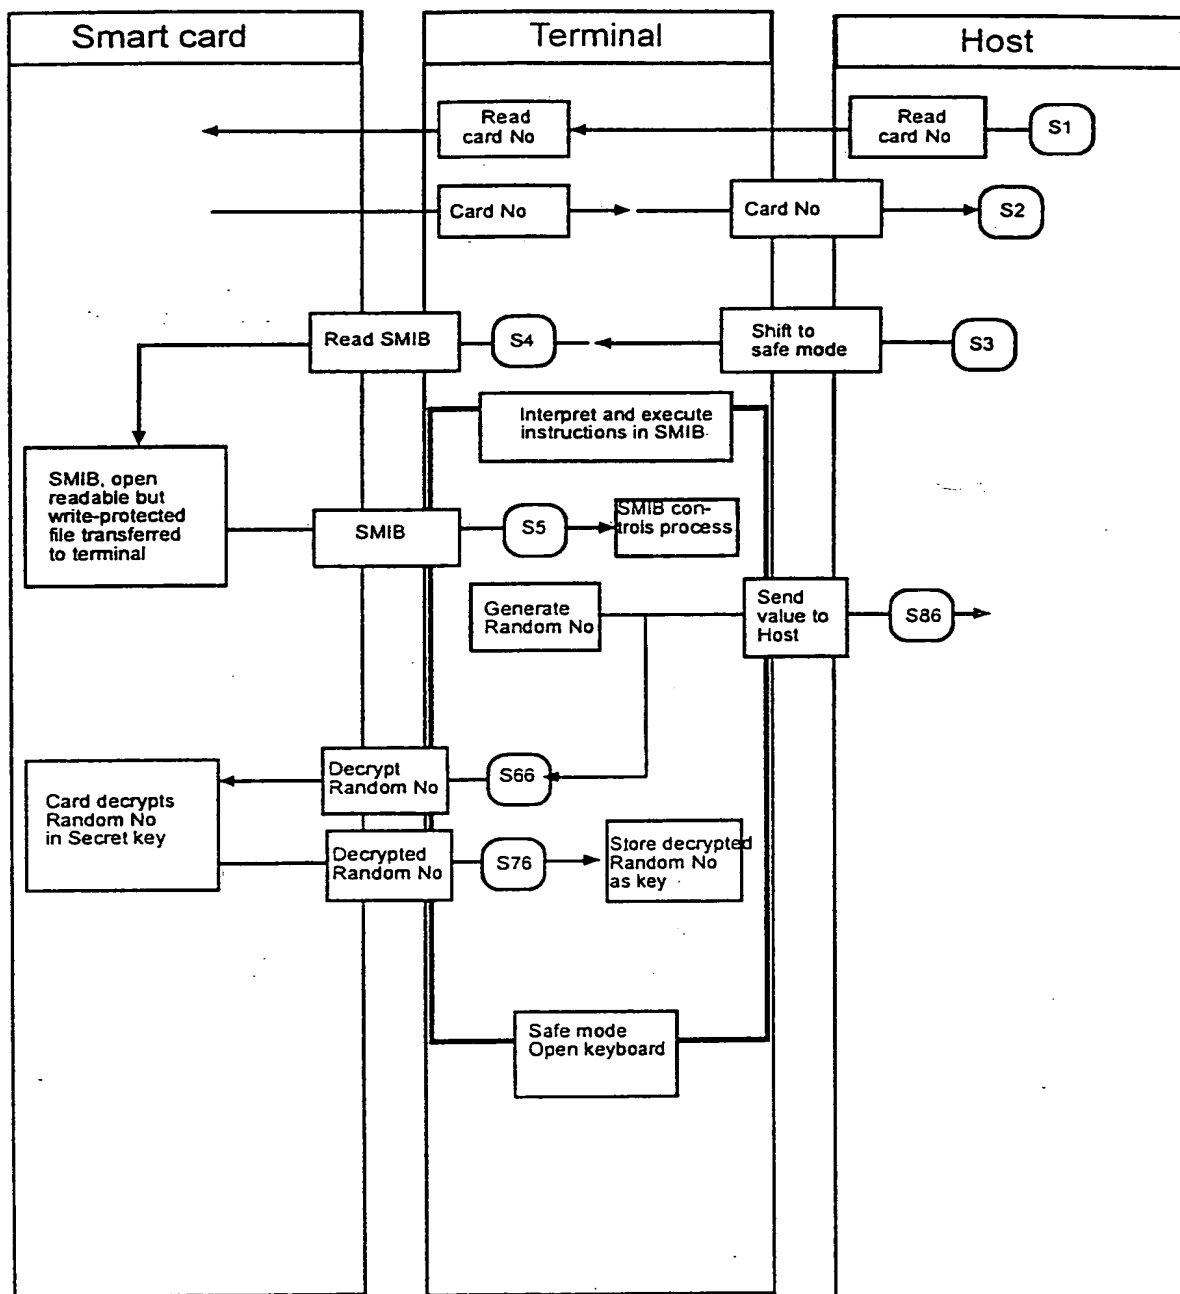 Smart card
Terminal
Host
Read
card No
Read
card No
S1
Card No
Card No
S2
Read SMIB
S4
Shift to
safe mode
S3
Interpret and execute
instructions in SMIB
SMIB, open
readable but
write-protected
file transferred
to terminal
SMIB
S5
SMIB con-
trols process
Generate
Random No
Send
value to
Host
S86
Decrypt
Random No
S66
Card decrypts
Random No
in Secret key
Decrypted
Random No
S76
Store decrypted
Random No
as key
Safe mode
Open keyboard